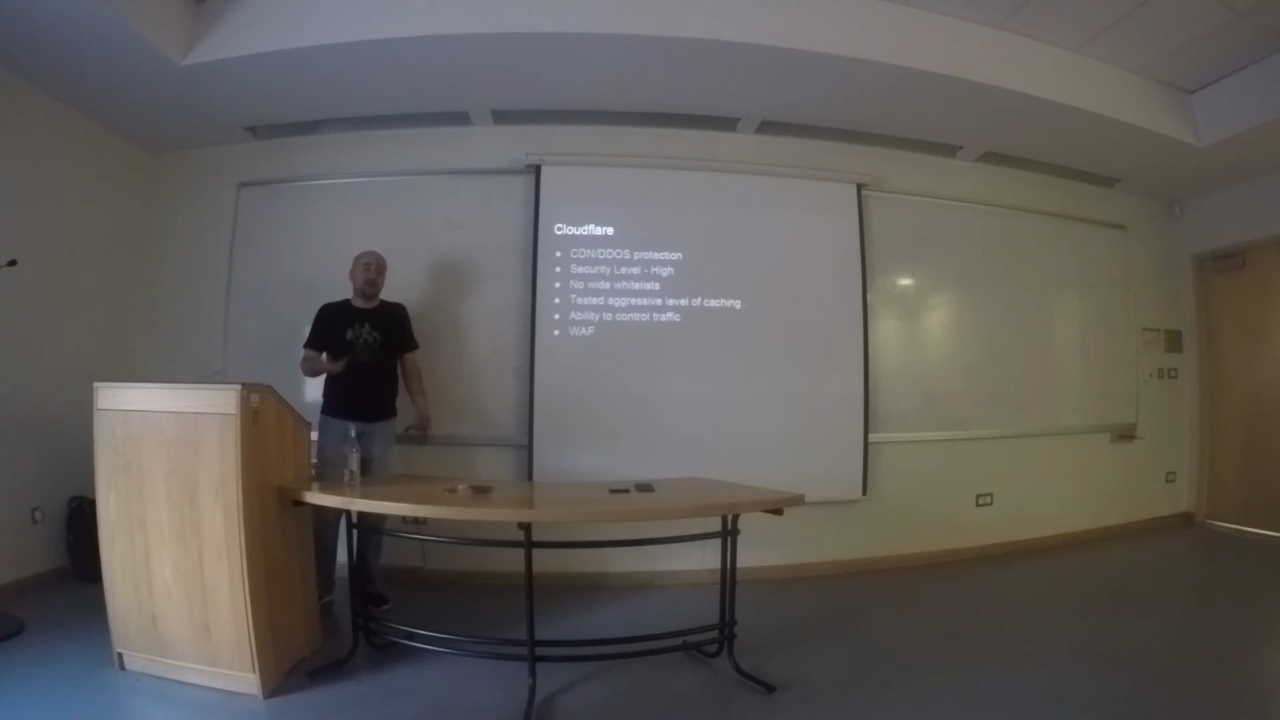 Cloudflare
CDN/DDOS protection
Security Level - High
No wide whitelists
Tested aggressive level of caching
Ability to control traffic
WAF